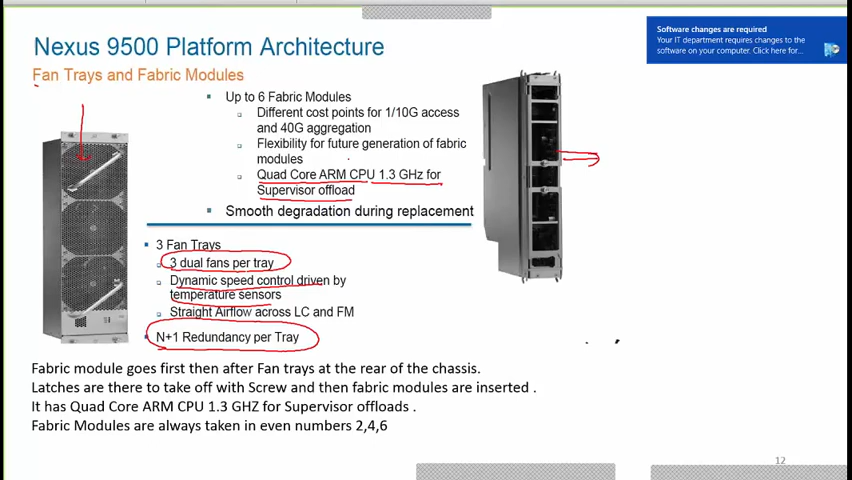 Software changes are required
Your IT department requires changes to the
software on your computer. Click here for...
Nexus 9500 Platform Architecture
Fan Trays and Fabric Modules
Up to 6 Fabric Modules
Different cost points for 1/10G access
and 40G aggregation
Flexibility for future generation of fabric
modules
Quad Core ARM CPU 1.3 GHz for
Supervisor offload
Smooth degradation during replacement
3 Fan Trays
3 dual fans per tray
Dynamic speed control driven by
temperature sensors
Straight Airflow across LC and FM
N+1 Redundancy per Tray
Fabric module goes first then after Fan trays at the rear of the chassis.
Latches are there to take off with Screw and then fabric modules are inserted .
It has Quad Core ARM CPU 1.3 GHZ for Supervisor offloads .
Fabric Modules are always taken in even numbers 2,4,6
12